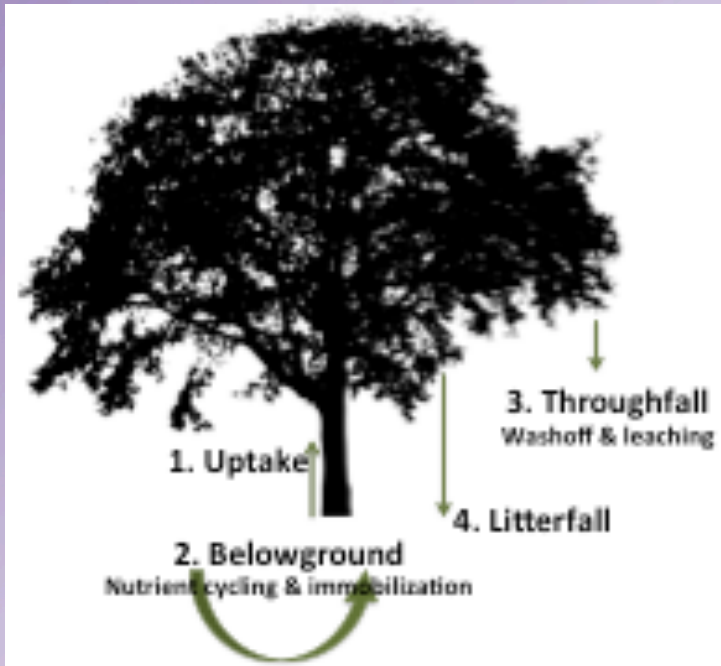 3. Throughfall
Washoff & leaching
1. Uptake
4. Litterfall
2. Belowground
Nutrient cycling & immobilization